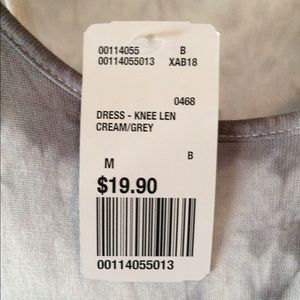 00114055 B
00114055013 XAB18
0468
DRESS - KNEE LEN
CREAM/GREY
M B
$19.90
00114055013